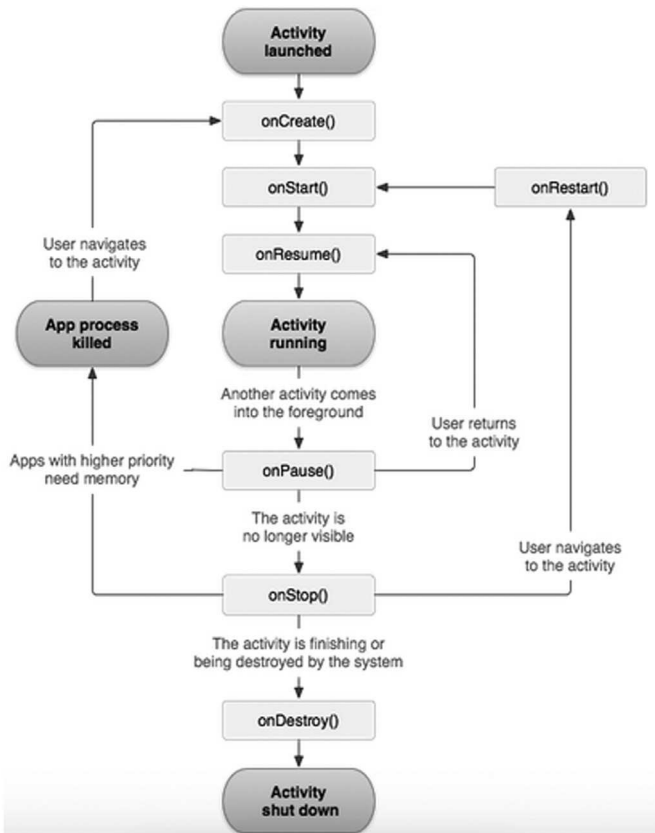 Activity
launched
onCreate()
onStart()
onRestart()
User navigates
to the activity
onResume()
App process
killed
Activity
running
Another activity comes
into the foreground
User returns
to the activity
Apps with higher priority
need memory
onPause()
The activity is
no longer visible
User navigates
to the activity
onStop()
The activity is finishing or
being destroyed by the system
onDestroy()
Activity
shut down